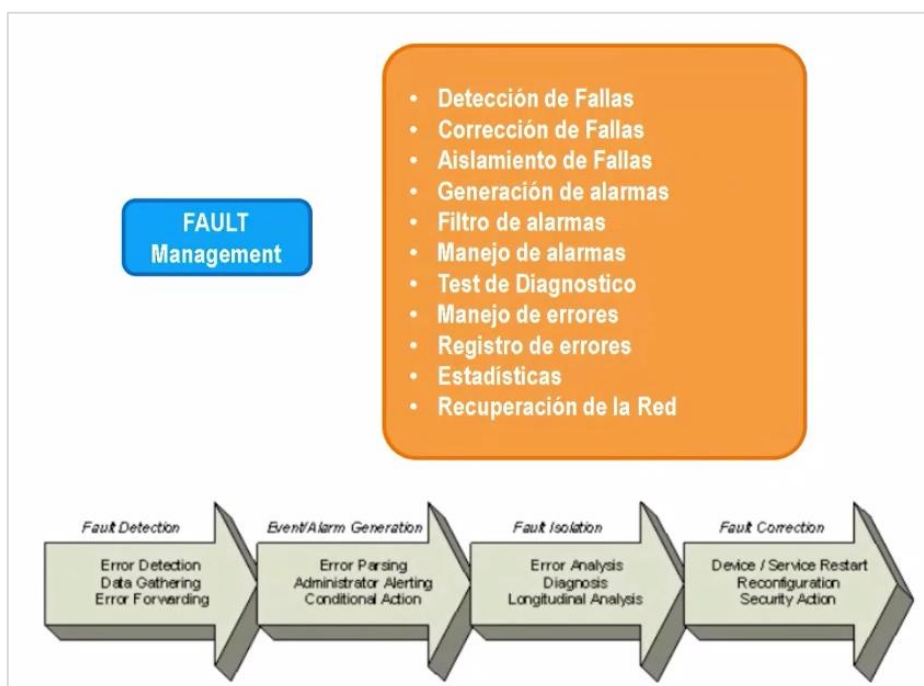 FAULT
Management
• Detección de Fallas
• Corrección de Fallas
• Aislamiento de Fallas
• Generación de alarmas
• Filtro de alarmas
• Manejo de alarmas
• Test de Diagnostico
• Manejo de errores
• Registro de errores
• Estadísticas
• Recuperación de la Red
Fault Detection
Error Detection
Data Gathering
Error Forwarding
Event/Alarm Generation
Error Parsing
Administrator Alerting
Conditional Action
Fault Isolation
Error Analysis
Diagnosis
Longitudinal Analysis
Fault Correction
Device / Service Restart
Reconfiguration
Security Action